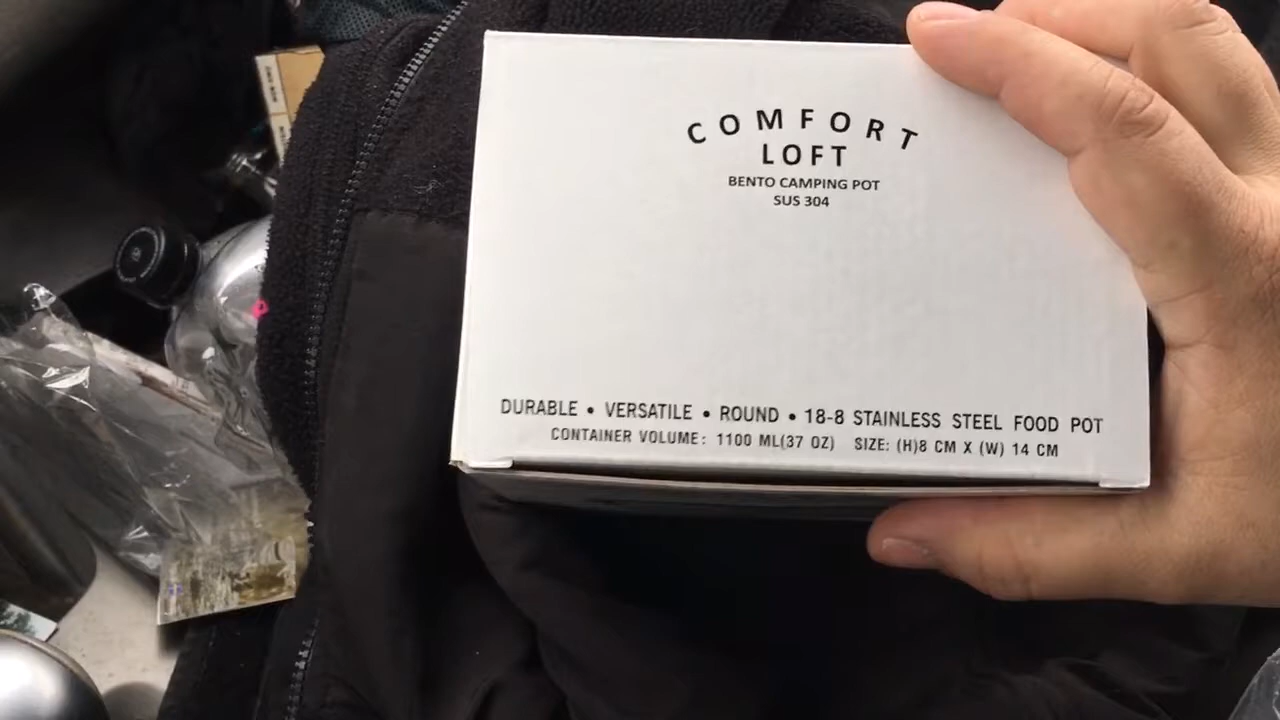 COMFORT
LOFT
BENTO CAMPING POT
SUS 304
DURABLE • VERSATILE • ROUND • 18-8 STAINLESS STEEL FOOD POT
CONTAINER VOLUME: 1100 ML(37 OZ) SIZE: (H)8 CM X (W) 14 CM